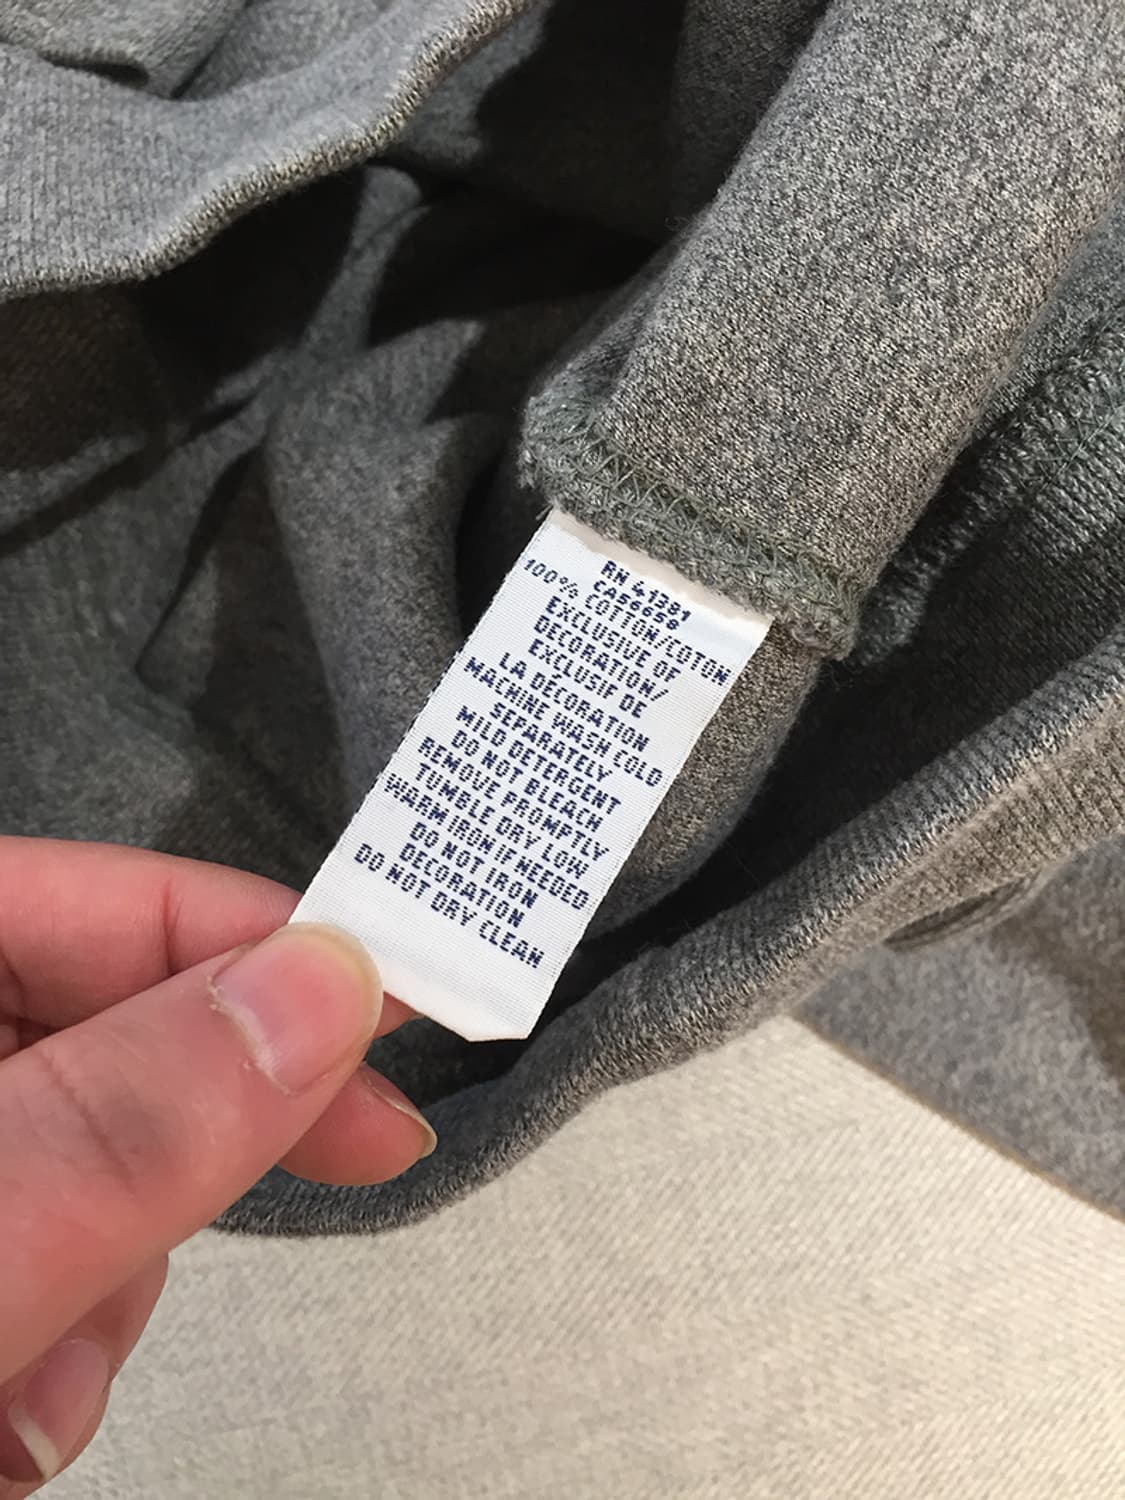 RN 41381
CA56658
100% COTTON/COTON
EXCLUSIVE OF
DECORATION/
EXCLUSIF DE
LA DÉCORATION
MACHINE WASH COLD
SEPARATELY
MILD DETERGENT
DO NOT BLEACH
REMOVE PROMPTLY
TUMBLE DRY LOW
WARM IRON IF NEEDED
DO NOT IRON
DECORATION
DO NOT DRY CLEAN